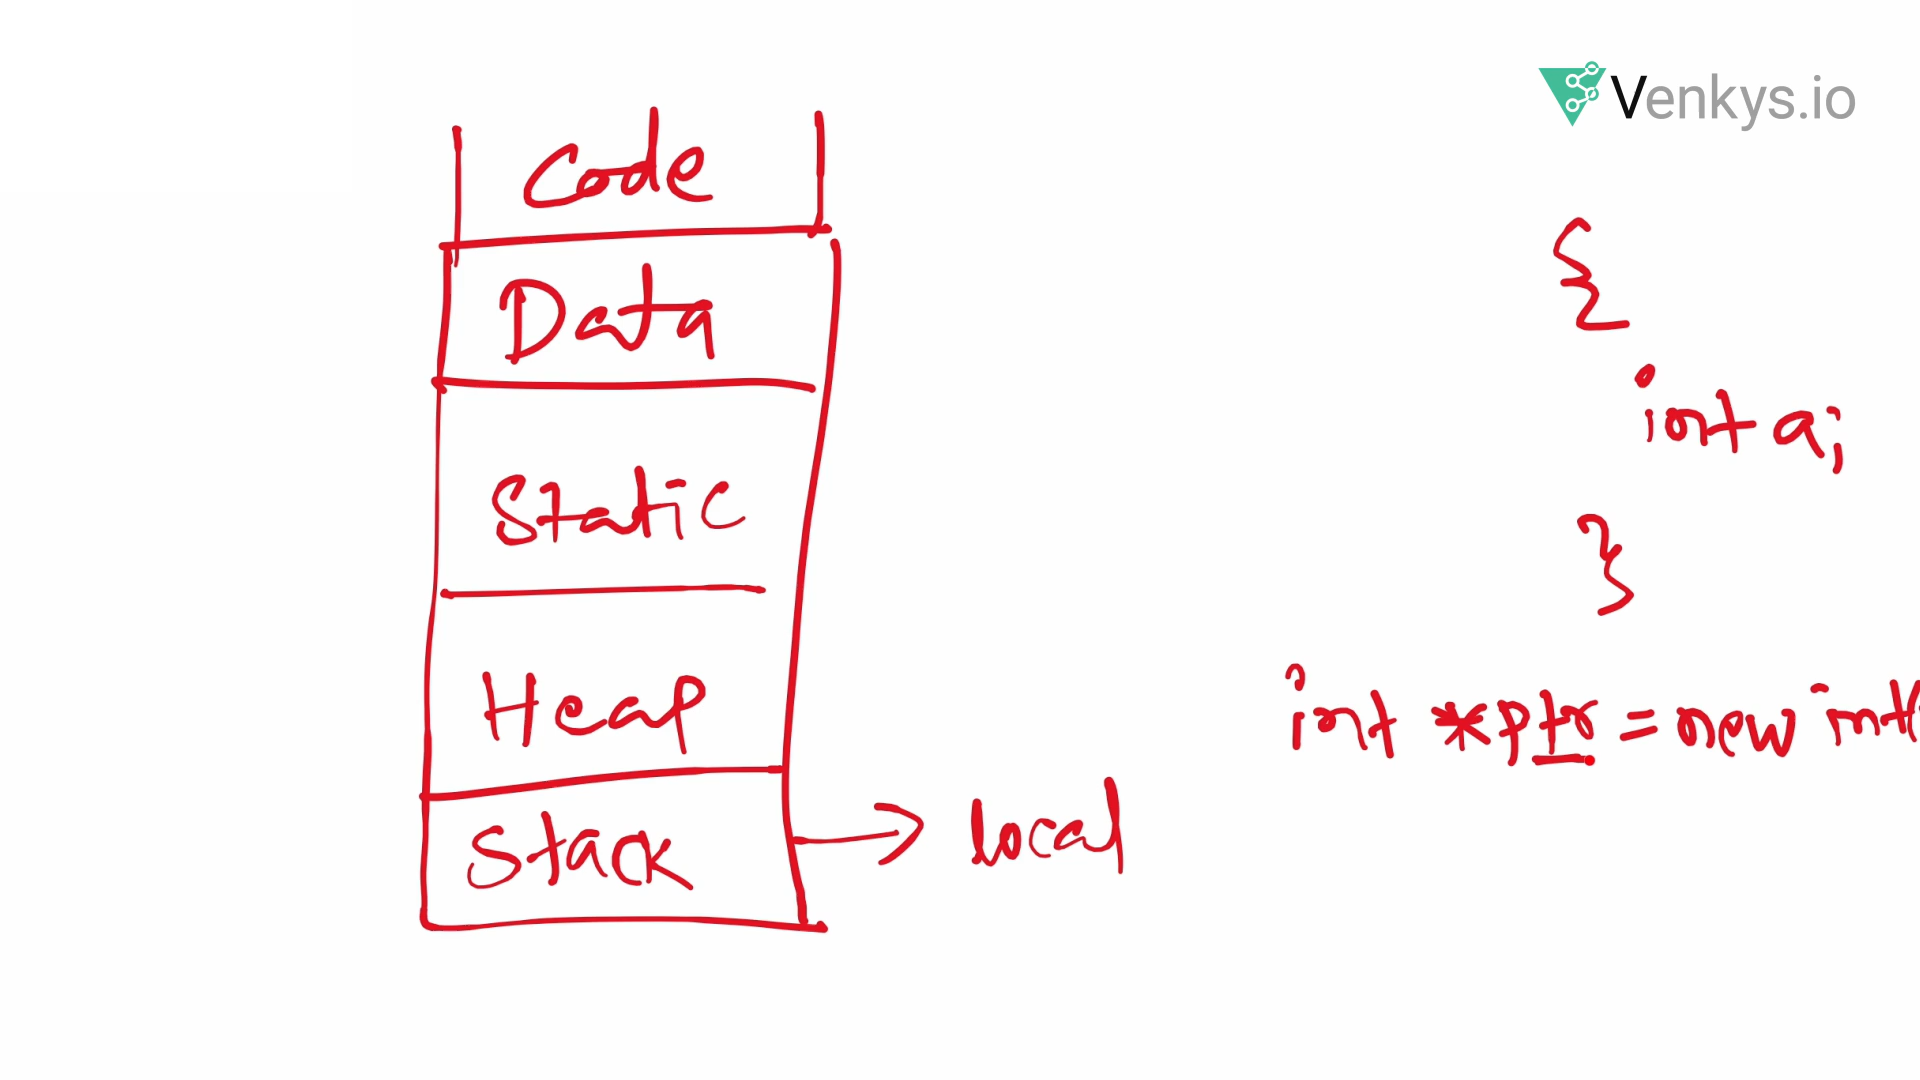 Venkys.io
Code
Data
Static
Heap
Stack
local
{
int a;
}
int *ptr = new int(